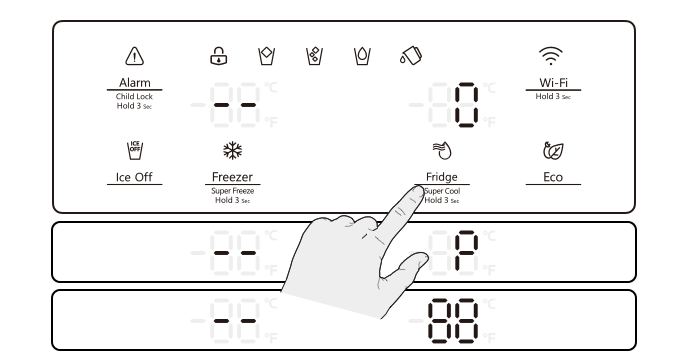 Alarm
Child Lock
Hold 3 Sec
-- °C °F
0 °C °F
Wi-Fi
Hold 3 Sec
ICE
OFF
Ice Off
Freezer
Super Freeze
Hold 3 Sec
Fridge
Super Cool
Hold 3 Sec
Eco
-- °C °F
P °C °F
-- °C °F
88 °C °F